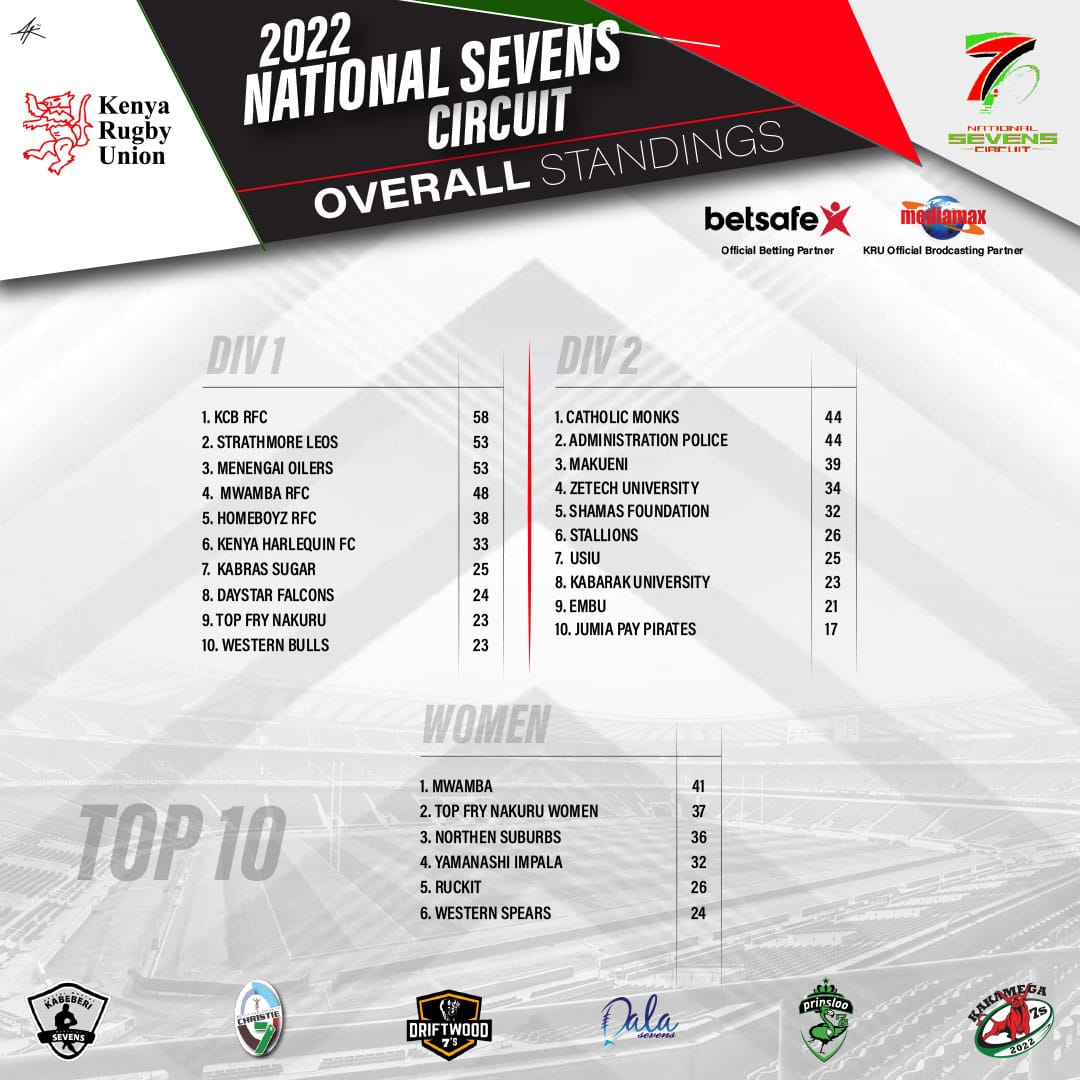 2022
NATIONAL SEVENS
CIRCUIT
OVERALL STANDINGS
Kenya
Rugby
Union
7s
NATIONAL
SEVENS
CIRCUIT
betsafe
Official Betting Partner
mediamax
KRU Official Brodcasting Partner
DIV 1
1. KCB RFC 58
2. STRATHMORE LEOS 53
3. MENENGAI OILERS 53
4. MWAMBA RFC 48
5. HOMEBOYZ RFC 38
6. KENYA HARLEQUIN FC 33
7. KABRAS SUGAR 25
8. DAYSTAR FALCONS 24
9. TOP FRY NAKURU 23
10. WESTERN BULLS 23
DIV 2
1. CATHOLIC MONKS 44
2. ADMINISTRATION POLICE 44
3. MAKUENI 39
4. ZETECH UNIVERSITY 34
5. SHAMAS FOUNDATION 32
6. STALLIONS 26
7. USIU 25
8. KABARAK UNIVERSITY 23
9. EMBU 21
10. JUMIA PAY PIRATES 17
WOMEN
1. MWAMBA 41
2. TOP FRY NAKURU WOMEN 37
3. NORTHEN SUBURBS 36
4. YAMANASHI IMPALA 32
5. RUCKIT 26
6. WESTERN SPEARS 24
TOP 10
KABEBERI
SEVENS
CHRISTIE
7
DRIFTWOOD
7'S
Dala
sevens
prinsloo
7s
KAKAMEGA
7s
2022